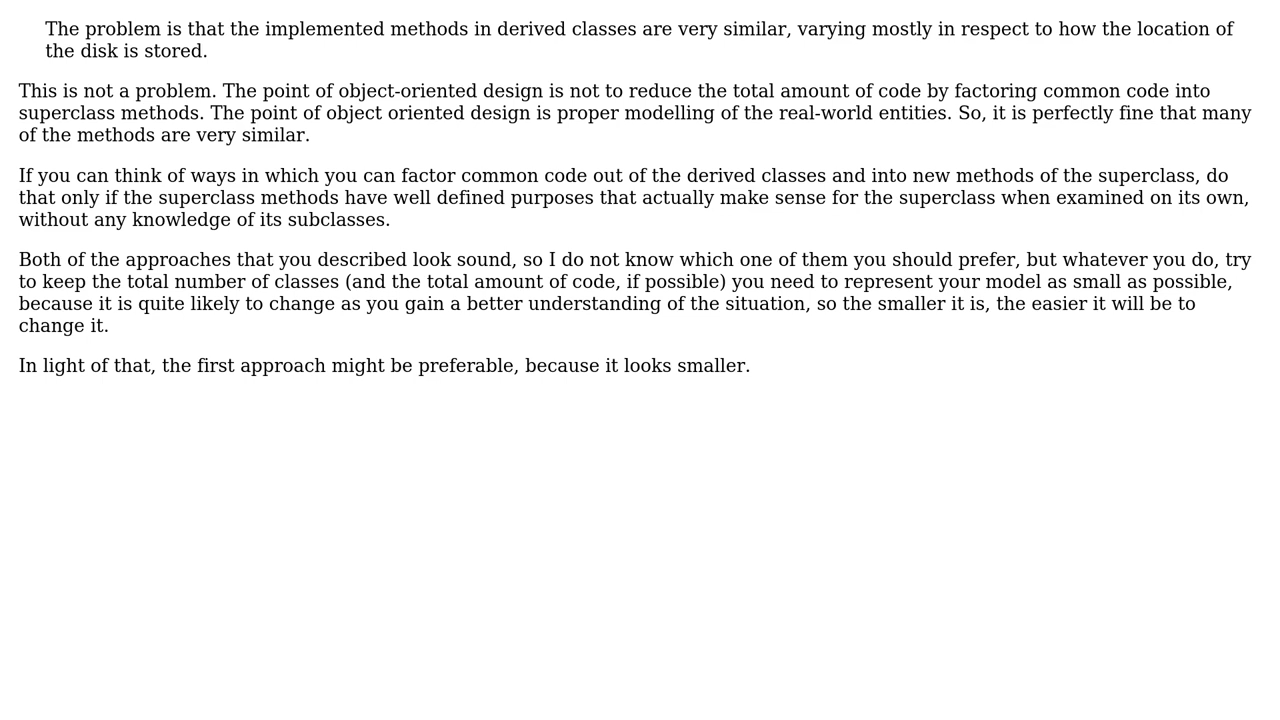 The problem is that the implemented methods in derived classes are very similar, varying mostly in respect to how the location of
the disk is stored.
This is not a problem. The point of object-oriented design is not to reduce the total amount of code by factoring common code into
superclass methods. The point of object oriented design is proper modelling of the real-world entities. So, it is perfectly fine that many
of the methods are very similar.
If you can think of ways in which you can factor common code out of the derived classes and into new methods of the superclass, do
that only if the superclass methods have well defined purposes that actually make sense for the superclass when examined on its own,
without any knowledge of its subclasses.
Both of the approaches that you described look sound, so I do not know which one of them you should prefer, but whatever you do, try
to keep the total number of classes (and the total amount of code, if possible) you need to represent your model as small as possible,
because it is quite likely to change as you gain a better understanding of the situation, so the smaller it is, the easier it will be to
change it.
In light of that, the first approach might be preferable, because it looks smaller.